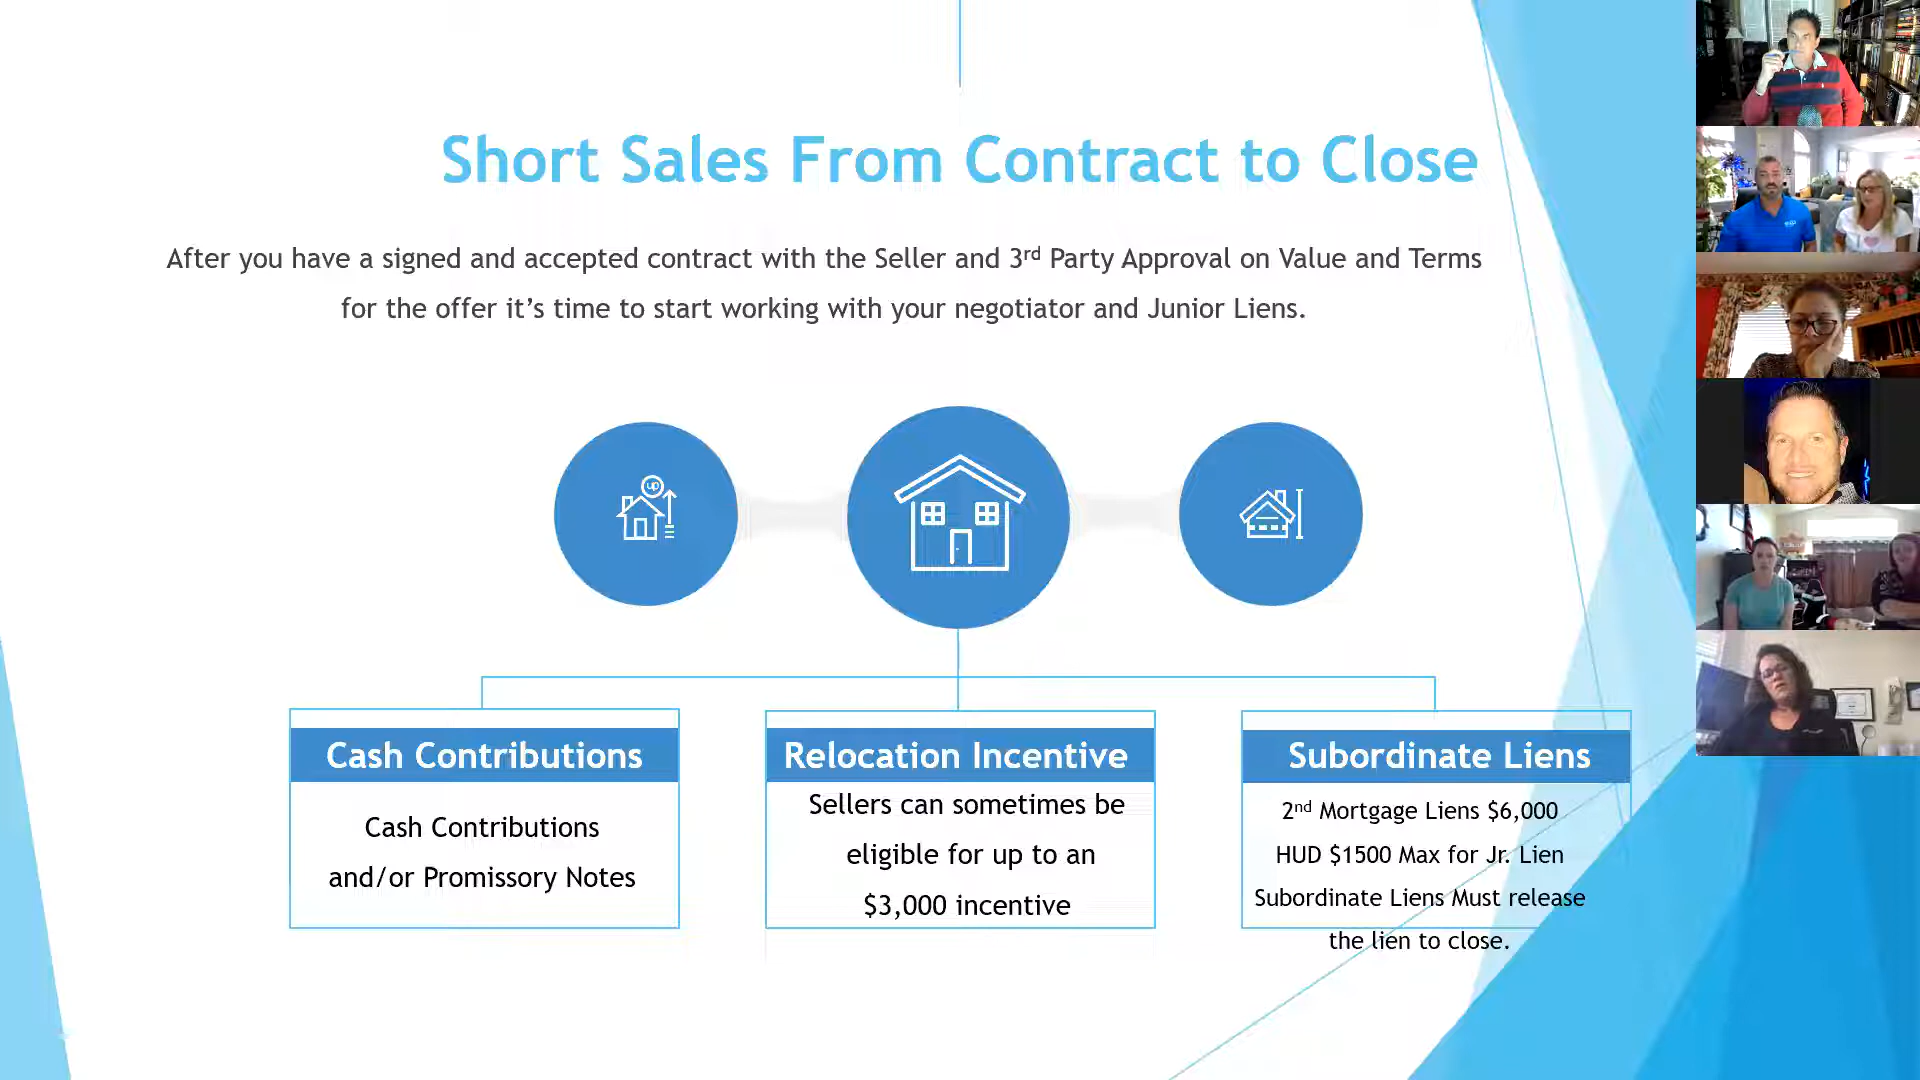 Short Sales From Contract to Close
After you have a signed and accepted contract with the Seller and 3rd Party Approval on Value and Terms
for the offer it’s time to start working with your negotiator and Junior Liens.
up
Cash Contributions
Cash Contributions
and/or Promissory Notes
Relocation Incentive
Sellers can sometimes be
eligible for up to an
$3,000 incentive
Subordinate Liens
2nd Mortgage Liens $6,000
HUD $1500 Max for Jr. Lien
Subordinate Liens Must release
the lien to close.